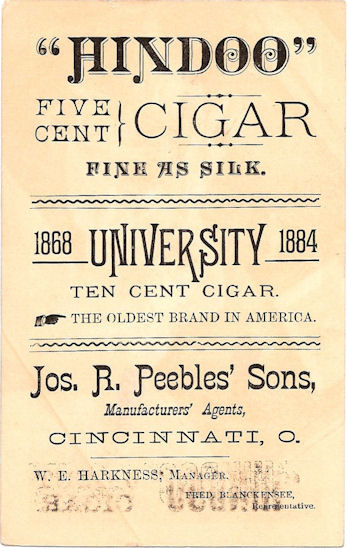 "HINDOO"
FIVE CENT } CIGAR
FINE AS SILK.
1868 UNIVERSITY 1884
TEN CENT CIGAR.
THE OLDEST BRAND IN AMERICA.
Jos. R. Peebles' Sons,
Manufacturers' Agents,
CINCINNATI, O.
W. E. HARKNESS, MANAGER.
FRED. BLANCKENSEE,
Representative.